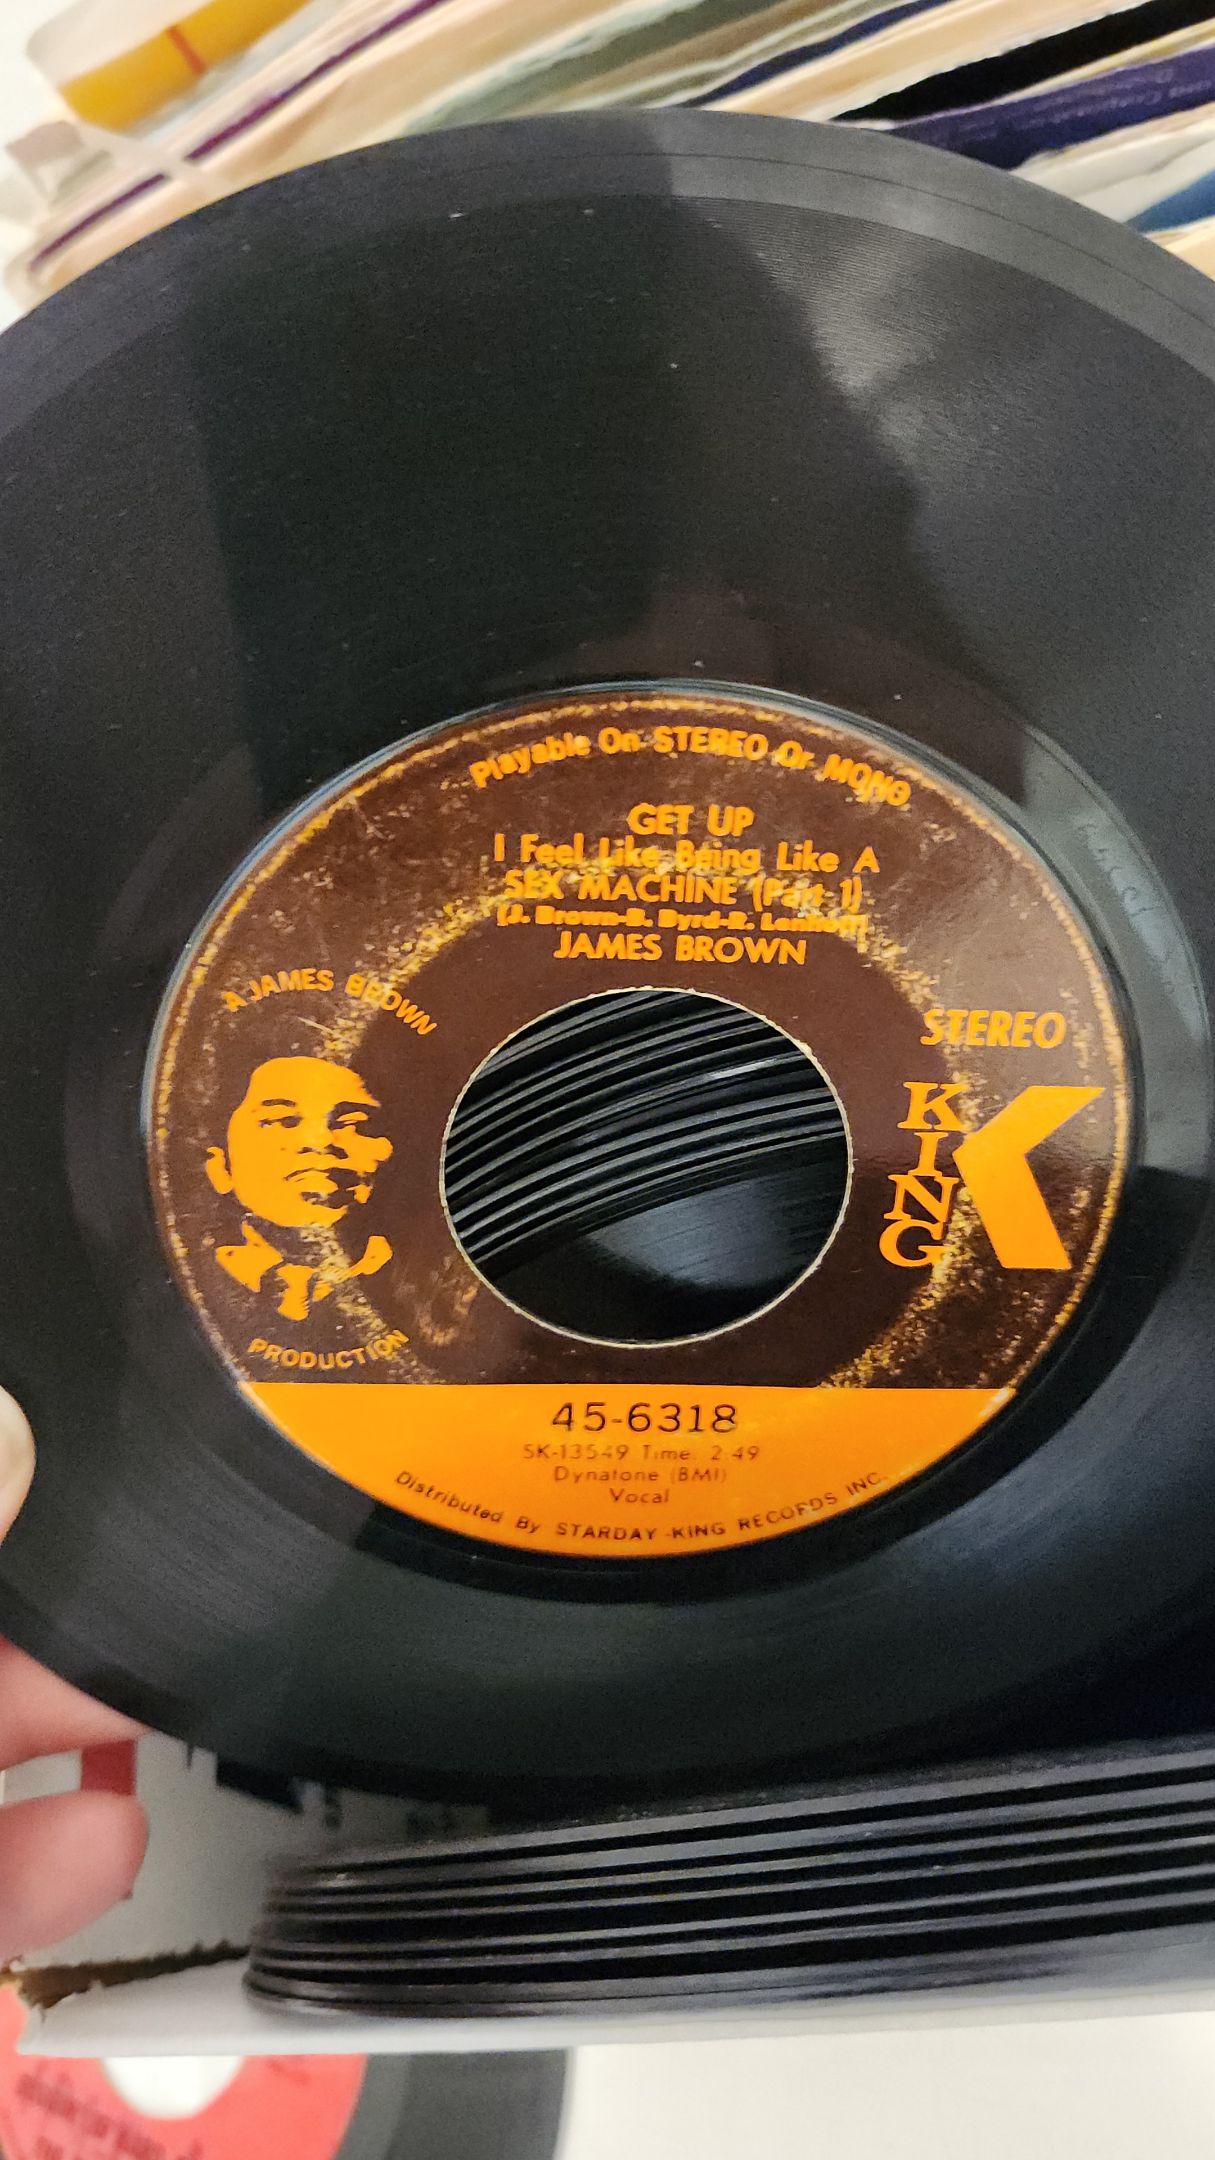 Playable On STEREO Or MONO
GET UP
I Feel Like Being Like A
SEX MACHINE (Part 1)
(J. Brown-B. Byrd-R. Lenhoff)
JAMES BROWN
A JAMES BROWN
PRODUCTION
STEREO
KING
45-6318
SK-13549 Time: 2:49
Dynatone (BMI)
Vocal
Distributed By STARDAY-KING RECORDS INC.